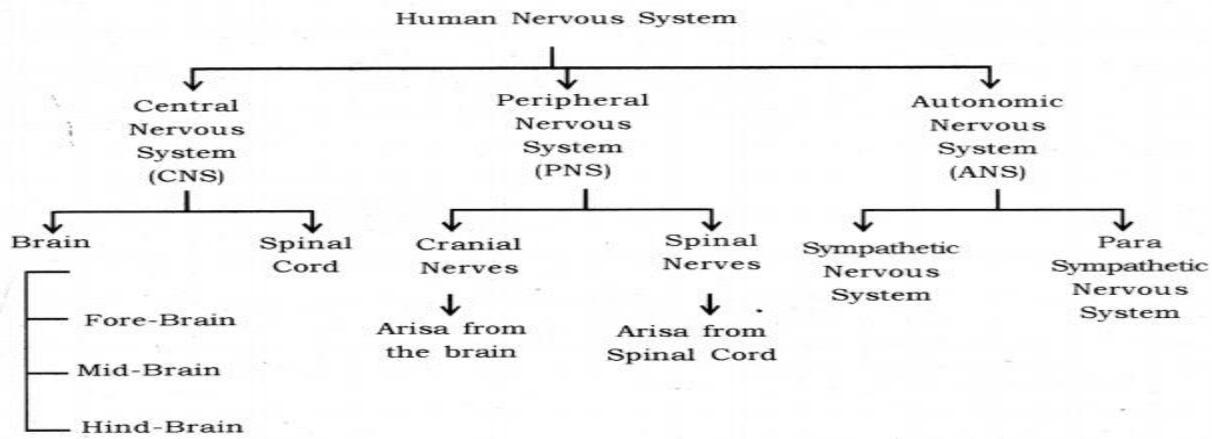 Human Nervous System
Central
Nervous
System
(CNS)
Peripheral
Nervous
System
(PNS)
Autonomic
Nervous
System
(ANS)
Brain
Spinal
Cord
Cranial
Nerves
Spinal
Nerves
Sympathetic
Nervous
System
Para
Sympathetic
Nervous
System
Fore-Brain
Mid-Brain
Hind-Brain
Arisa from
the brain
Arisa from
Spinal Cord